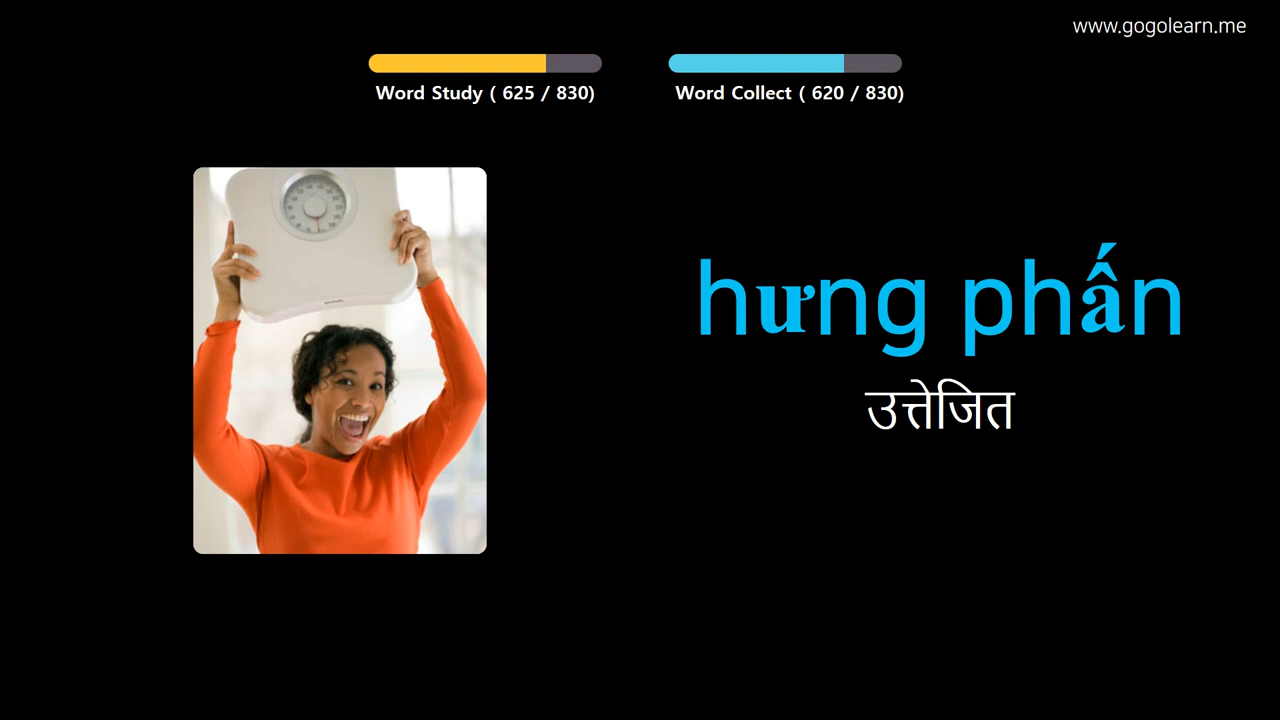 www.gogolearn.me
Word Study ( 625 / 830)
Word Collect ( 620 / 830)
hưng phấn
उत्तेजित